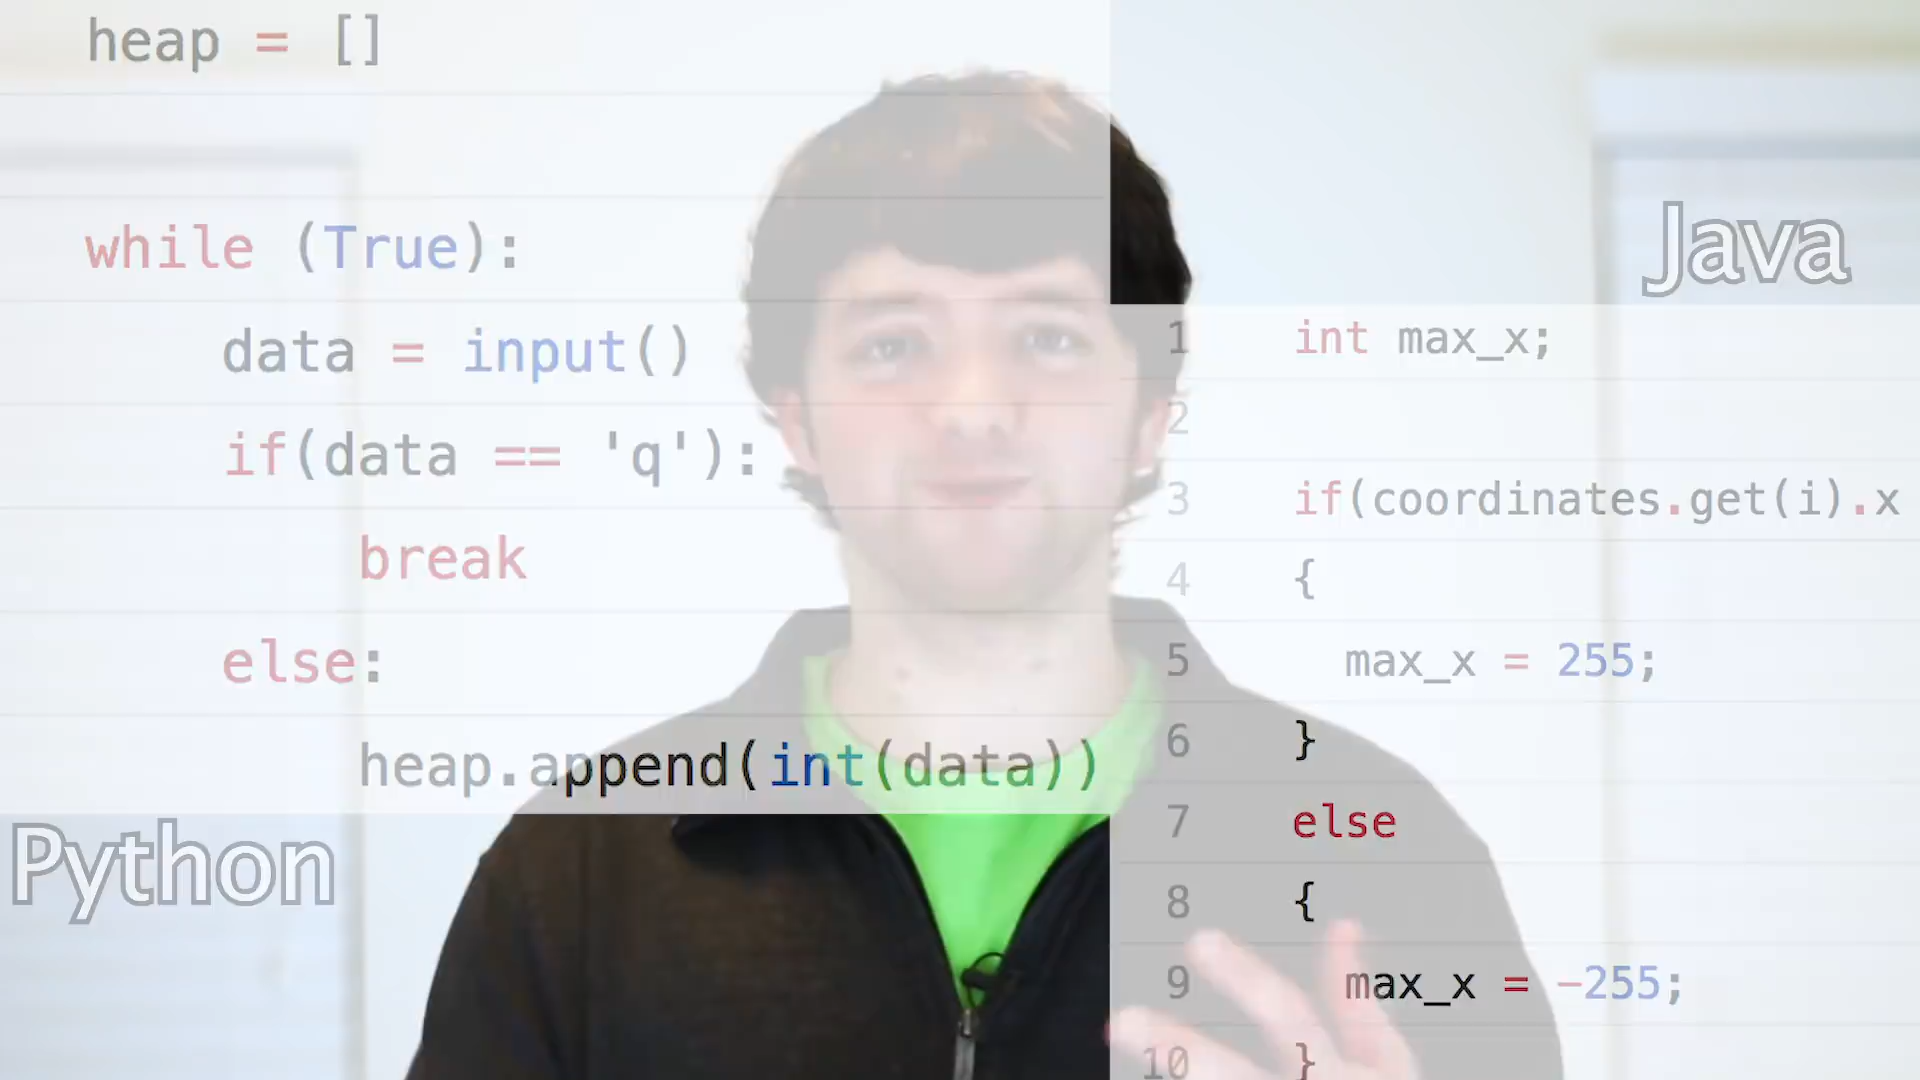 heap = []
while (True):
data = input()
if(data == 'q'):
break
else:
heap.append(int(data))
Python
Java
1 int max_x;
2
3 if(coordinates.get(i).x
4 {
5 max_x = 255;
6 }
7 else
8 {
9 max_x = -255;
10 }